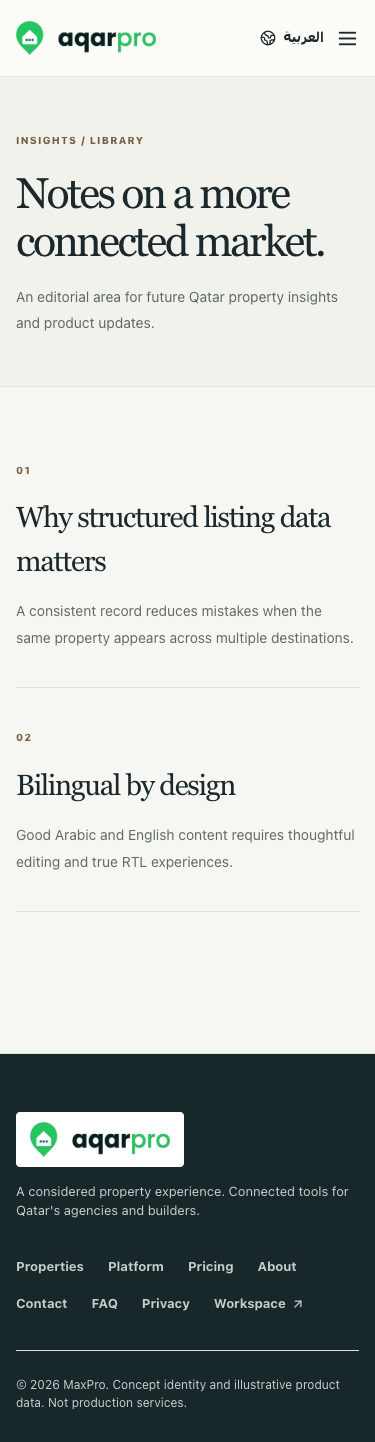 aqarpro
العربية
INSIGHTS / LIBRARY
Notes on a more
connected market.
An editorial area for future Qatar property insights
and product updates.
01
Why structured listing data
matters
A consistent record reduces mistakes when the
same property appears across multiple destinations.
02
Bilingual by design
Good Arabic and English content requires thoughtful
editing and true RTL experiences.
aqarpro
A considered property experience. Connected tools for
Qatar's agencies and builders.
Properties Platform Pricing About
Contact FAQ Privacy Workspace
© 2026 MaxPro. Concept identity and illustrative product
data. Not production services.